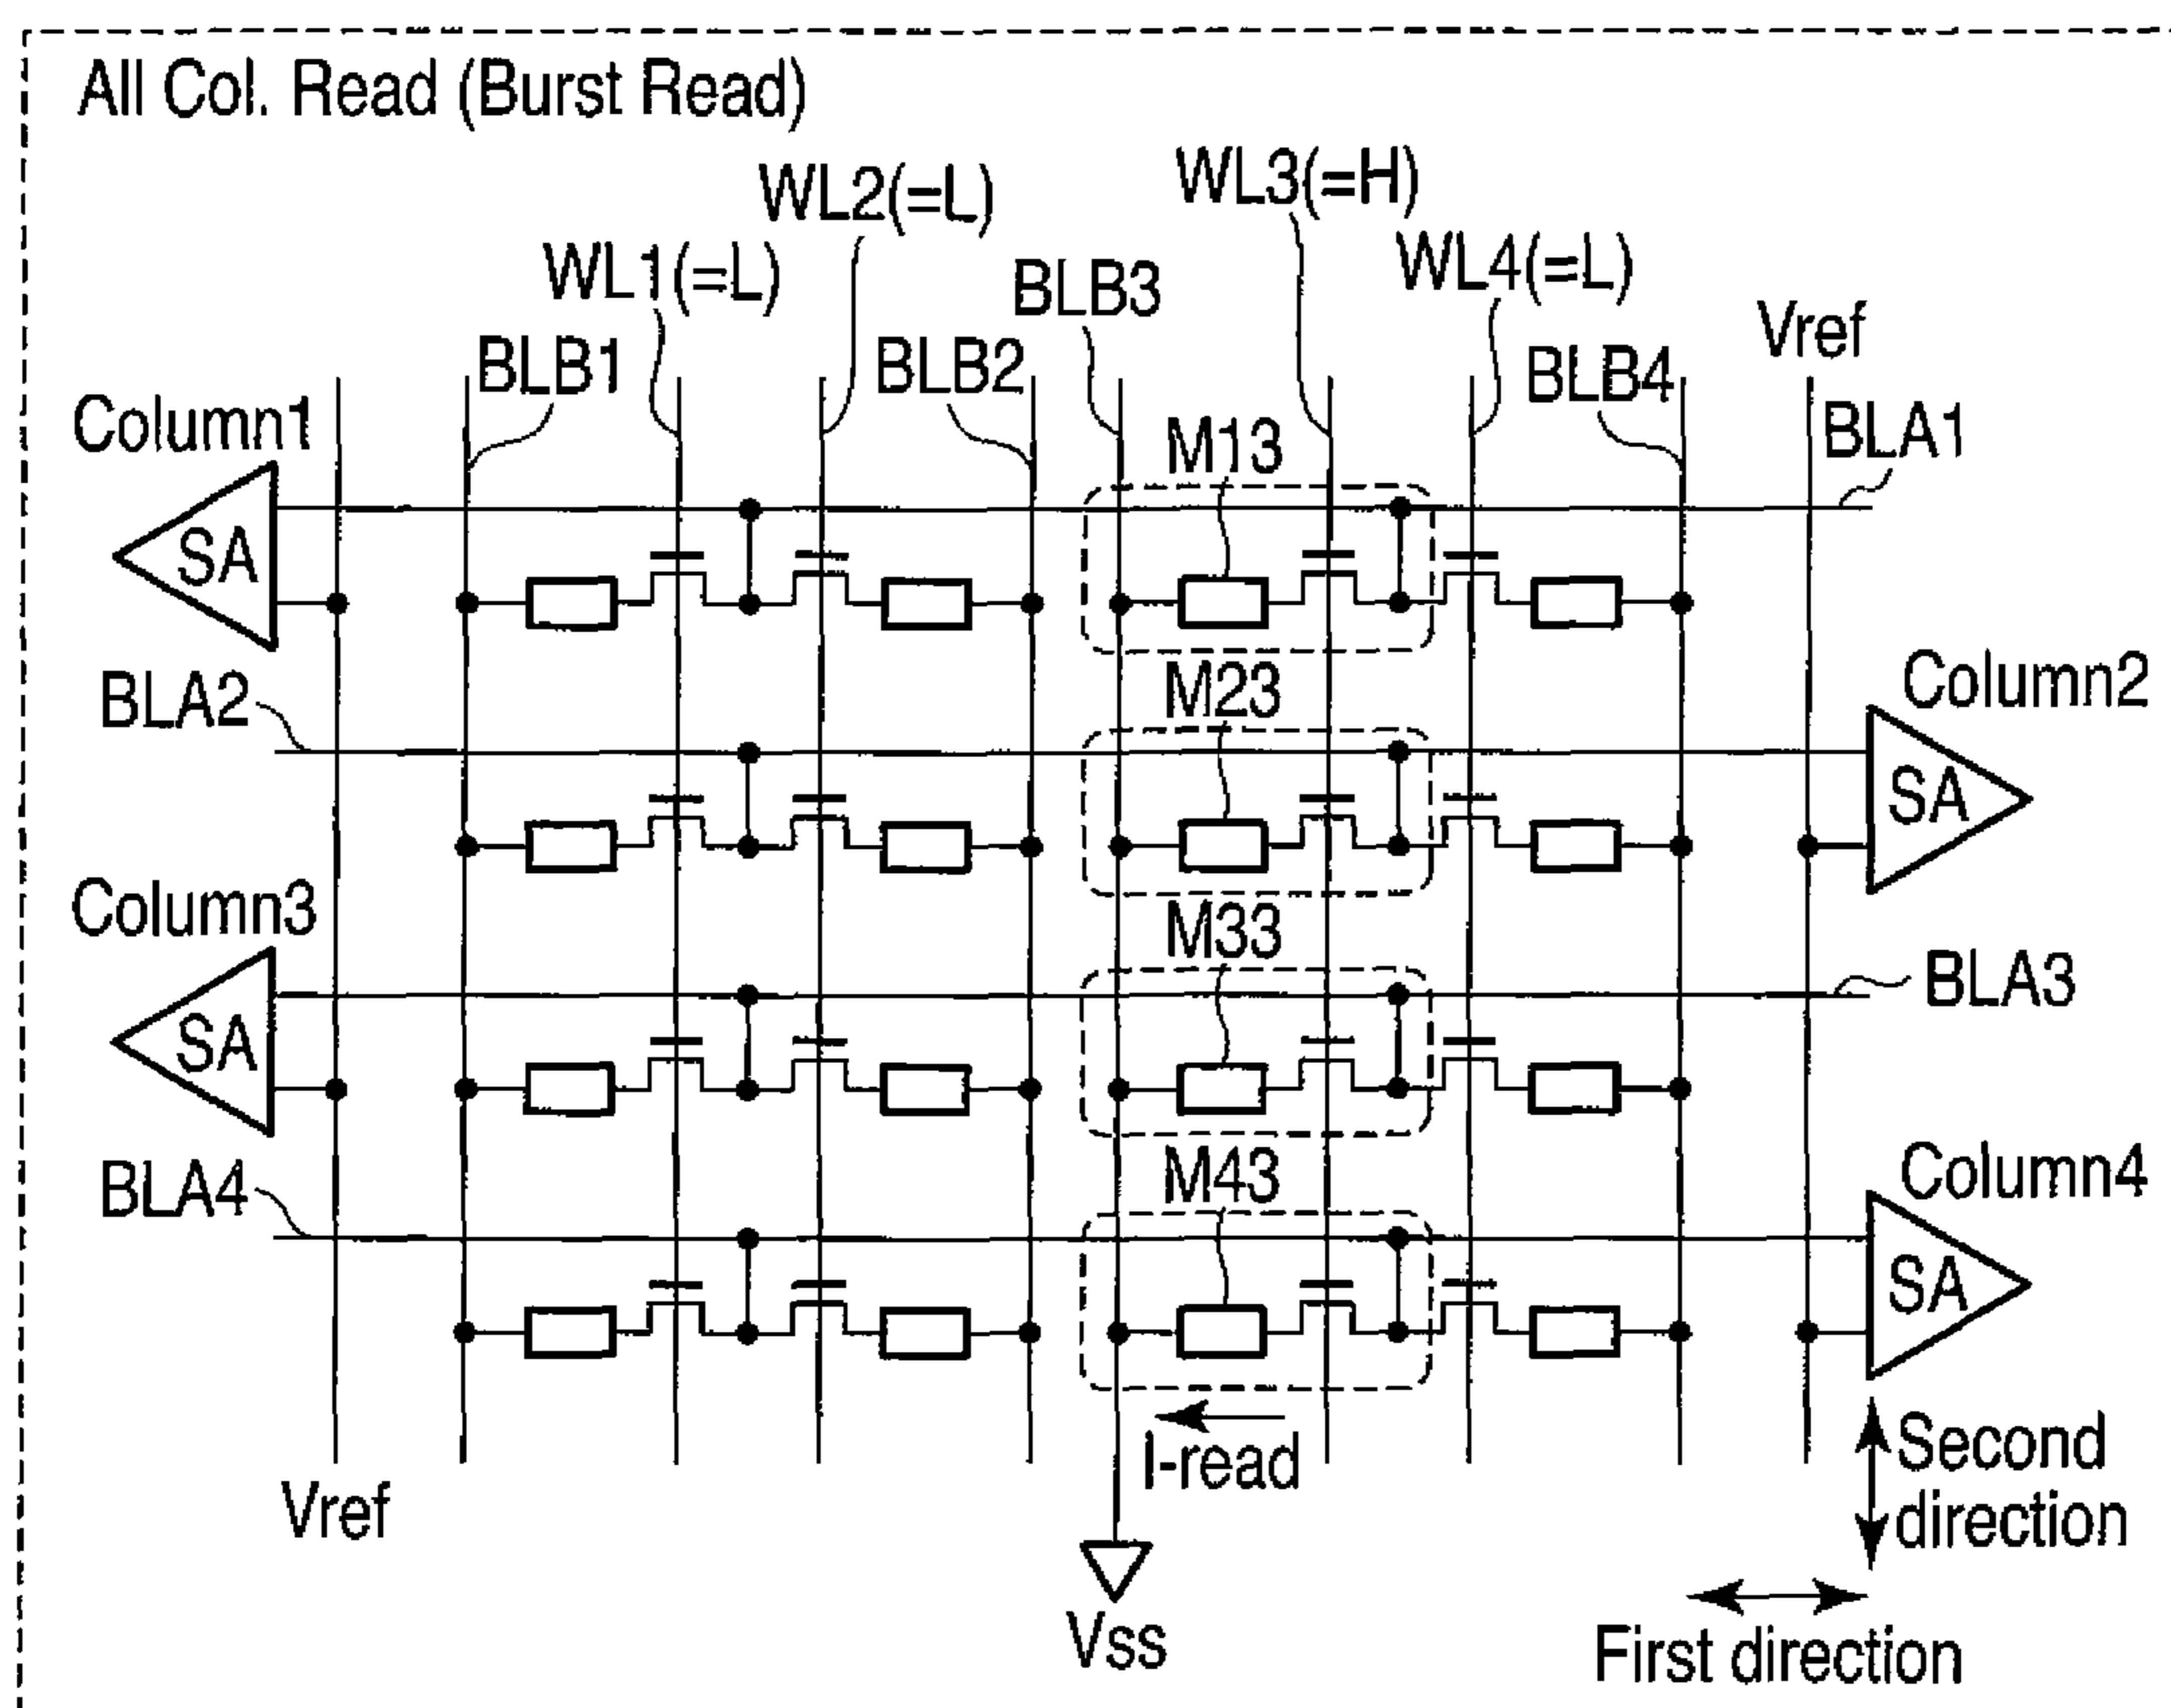 All Col. Read (Burst Read)
WL3(=H)
WL2(=L)
WL1(=L)
BLB3
WL4(=L)
Vref
BLB1
BLB2
BLB4
Column1
M13
BLA1
SA
BLA2
M23
Column2
SA
Column3
M33
BLA3
SA
BLA4
M43
Column4
SA
I-read
Second
direction
Vref
Vss
First direction